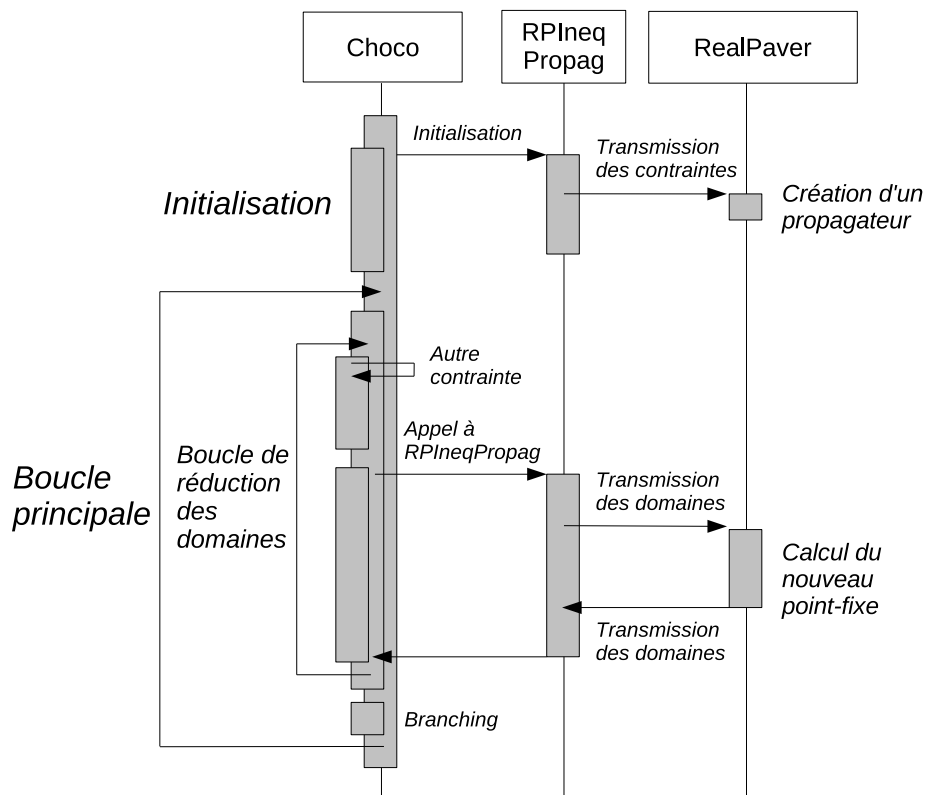 Choco
RPIneq
Propag
RealPaver
Initialisation
Transmission
des contraintes
Initialisation
Création d'un
propagateur
Autre
contrainte
Appel à
RPIneqPropag
Boucle de
réduction
des
domaines
Boucle
principale
Transmission
des domaines
Calcul du
nouveau
point-fixe
Transmission
des domaines
Branching